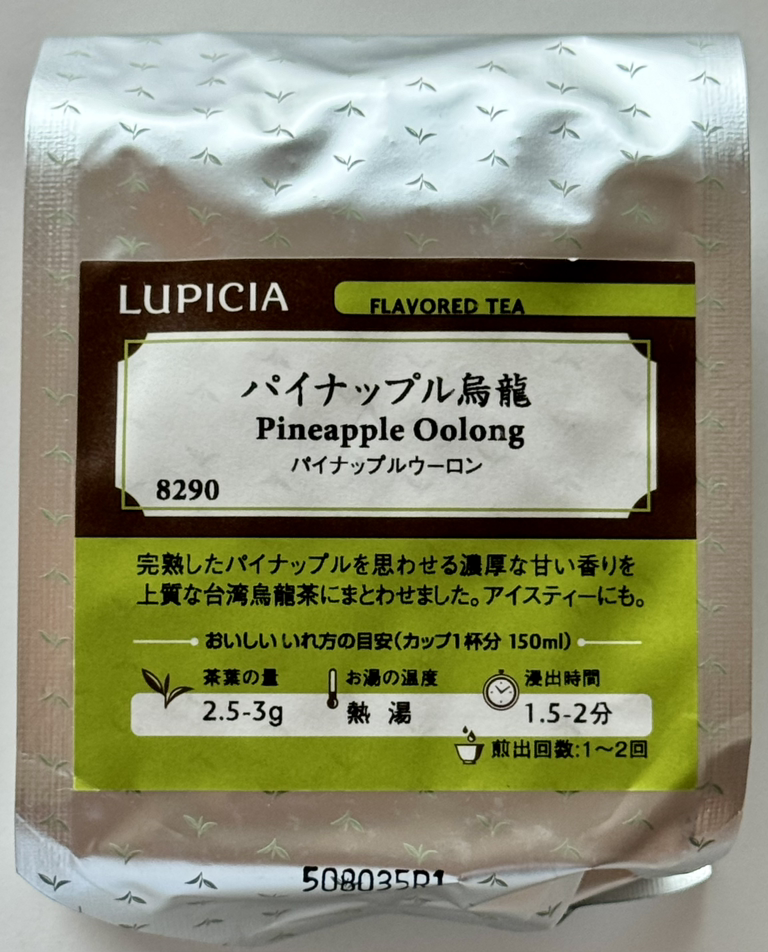 LUPICIA
FLAVORED TEA
パイナップル烏龍
Pineapple Oolong
パイナップルウーロン
8290
完熟したパイナップルを思わせる濃厚な甘い香りを
上質な台湾烏龍茶にまとわせました。アイスティーにも。
おいしいいれ方の目安(カップ1杯分 150ml)
茶葉の量
2.5-3g
お湯の温度
熱 湯
浸出時間
1.5-2分
煎出回数:1〜2回
508035R1